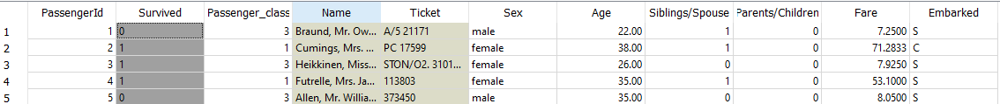 PassengerId Survived Passenger_class Name Ticket Sex Age Siblings/Spouse Parents/Children Fare Embarked
1 1 0 3 Braund, Mr. Ow... A/5 21171 male 22.00 1 0 7.2500 S
2 2 1 1 Cumings, Mrs. ... PC 17599 female 38.00 1 0 71.2833 C
3 3 1 3 Heikkinen, Miss... STON/O2. 3101... female 26.00 0 0 7.9250 S
4 4 1 1 Futrelle, Mrs. Ja... 113803 female 35.00 1 0 53.1000 S
5 5 0 3 Allen, Mr. Willia... 373450 male 35.00 0 0 8.0500 S